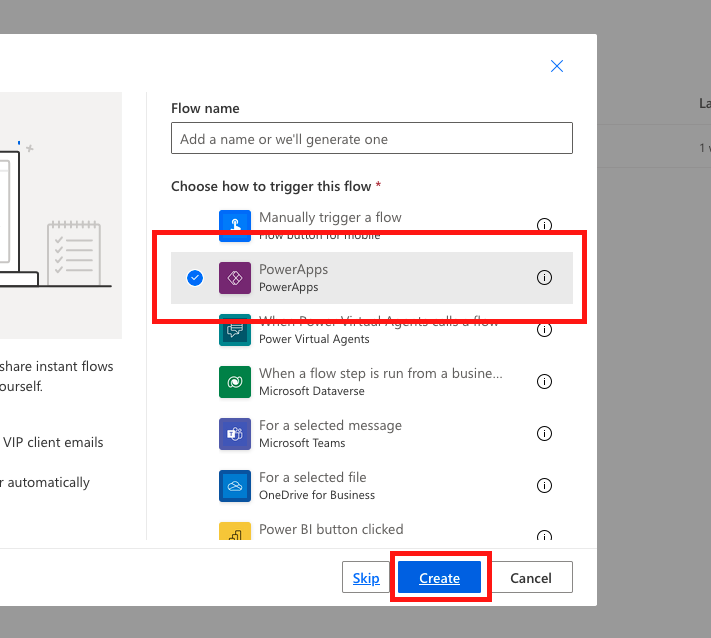 La
1
Flow name
Add a name or we'll generate one
Choose how to trigger this flow *
Manually trigger a flow
Flow button for mobile
PowerApps
PowerApps
When Power Virtual Agents calls a flow
Power Virtual Agents
When a flow step is run from a busine...
Microsoft Dataverse
For a selected message
Microsoft Teams
For a selected file
OneDrive for Business
Power BI button clicked
share instant flows
ourself.
VIP client emails
r automatically
Skip
Create
Cancel